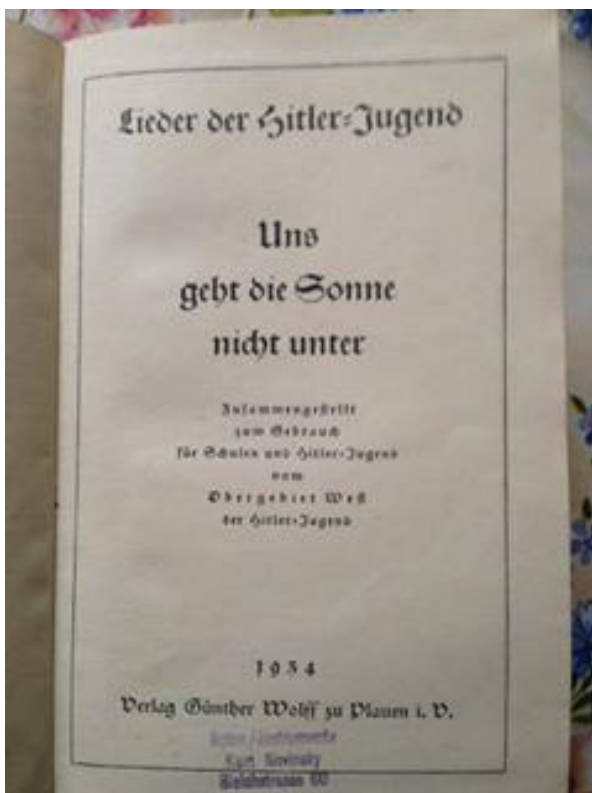 Lieder der Hitler-Jugend
Uns
geht die Sonne
nicht unter
Zusammengestellt
zum Gebrauch
für Schulen und Hitler-Jugend
vom
Obergebiet West
der Hitler-Jugend
1934
Verlag Günther Wolff zu Plauen i. V.
Kurt